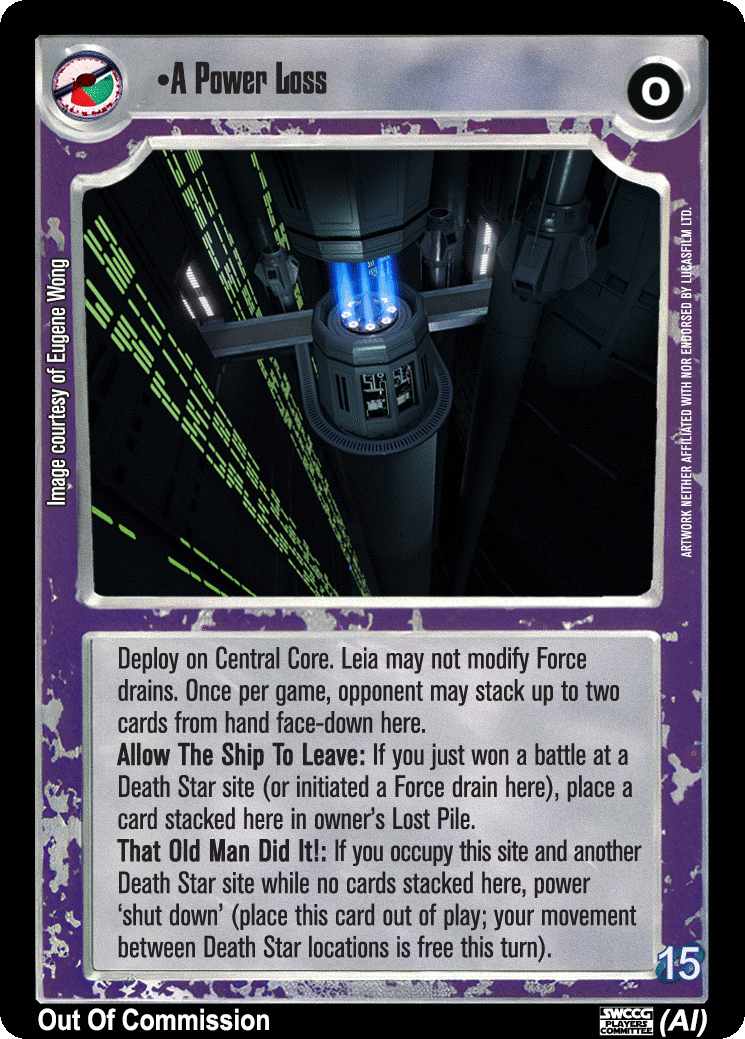 •A Power Loss
0
Image courtesy of Eugene Wong
ARTWORK NEITHER AFFILIATED WITH NOR ENDORSED BY LUCASFILM LTD.
Deploy on Central Core. Leia may not modify Force
drains. Once per game, opponent may stack up to two
cards from hand face-down here.
Allow The Ship To Leave: If you just won a battle at a
Death Star site (or initiated a Force drain here), place a
card stacked here in owner’s Lost Pile.
That Old Man Did It!: If you occupy this site and another
Death Star site while no cards stacked here, power
‘shut down’ (place this card out of play; your movement
between Death Star locations is free this turn).
15
Out Of Commission
SWCCG
PLAYERS
COMMITTEE
(AI)